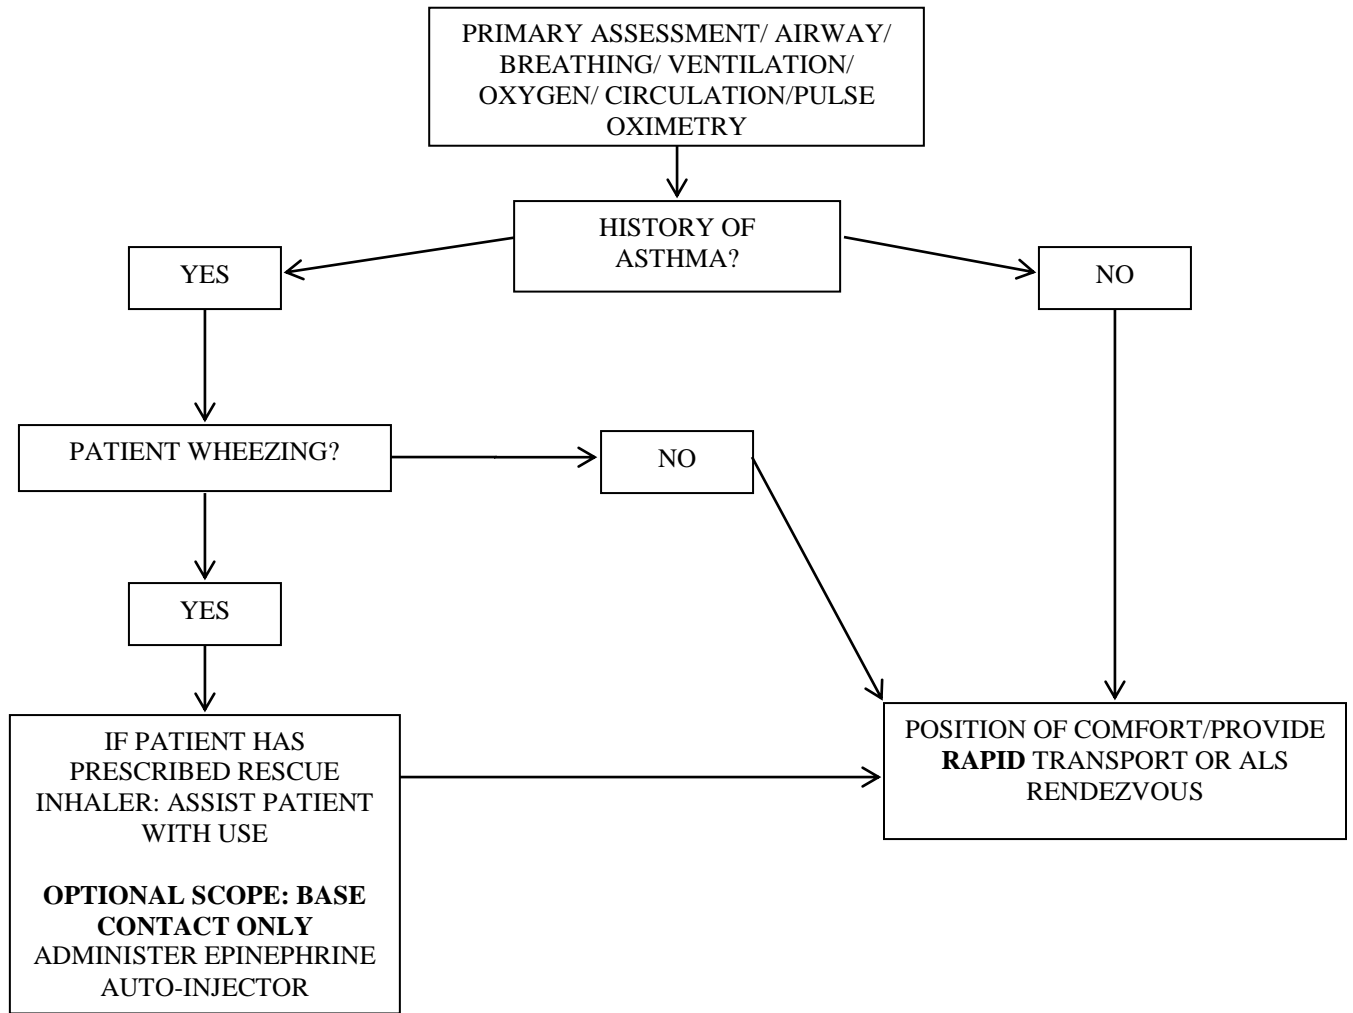 PRIMARY ASSESSMENT/ AIRWAY/
BREATHING/ VENTILATION/
OXYGEN/ CIRCULATION/PULSE
OXIMETRY
HISTORY OF
ASTHMA?
YES
NO
PATIENT WHEEZING?
NO
YES
IF PATIENT HAS
PRESCRIBED RESCUE
INHALER: ASSIST PATIENT
WITH USE
OPTIONAL SCOPE: BASE
CONTACT ONLY
ADMINISTER EPINEPHRINE
AUTO-INJECTOR
POSITION OF COMFORT/PROVIDE
RAPID TRANSPORT OR ALS
RENDEZVOUS